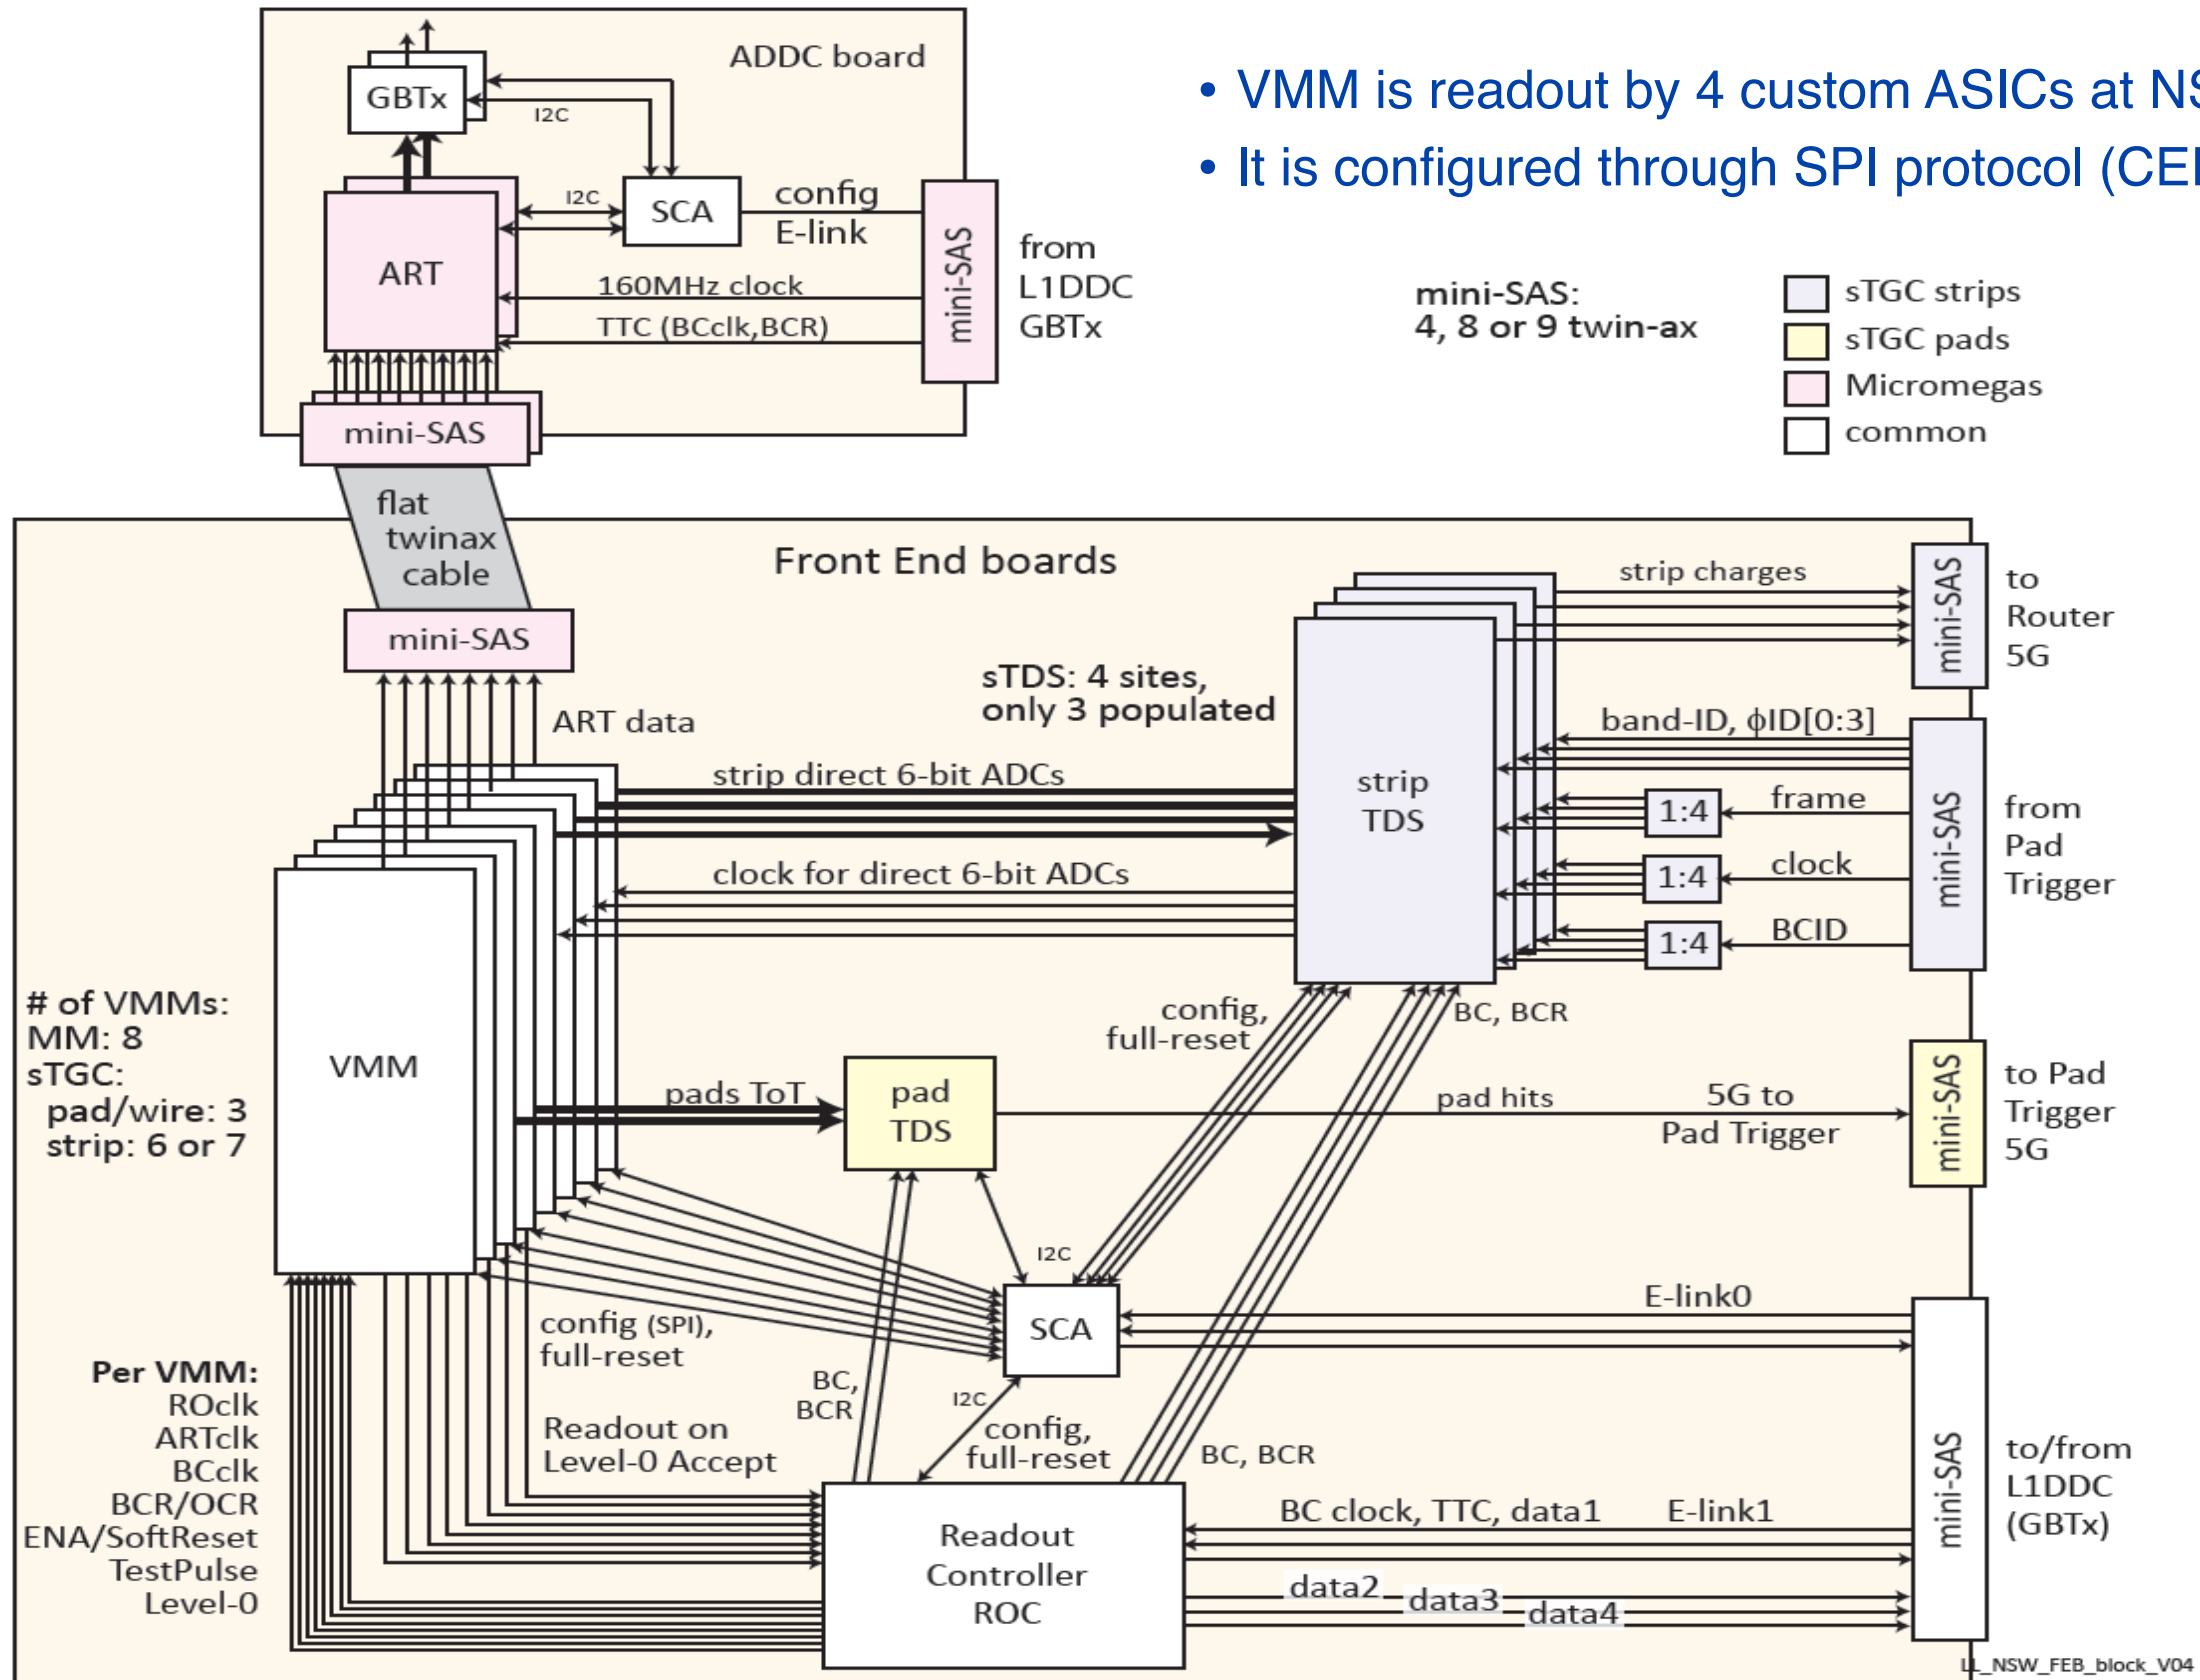 ADDC board
GBTx
I2C
ART
I2C
SCA
config
E-link
160MHz clock
TTC (BCclk,BCR)
mini-SAS
from
L1DDC
GBTx
mini-SAS
• VMM is readout by 4 custom ASICs at
• It is configured through SPI protocol
mini-SAS:
4, 8 or 9 twin-ax
sTGC strips
sTGC pads
Micromegas
common
flat
twinax
cable
Front End boards
mini-SAS
ART data
sTDS: 4 sites,
only 3 populated
strip direct 6-bit ADCs
clock for direct 6-bit ADCs
strip
TDS
strip charges
mini-SAS
to
Router
5G
band-ID, ϕID[0:3]
1:4
frame
1:4
clock
1:4
BCID
mini-SAS
from
Pad
Trigger
# of VMMs:
MM: 8
sTGC:
pad/wire: 3
strip: 6 or 7
VMM
pads ToT
pad
TDS
config,
full-reset
BC, BCR
pad hits
5G to
Pad Trigger
mini-SAS
to Pad
Trigger
5G
I2C
SCA
E-link0
config (SPI),
full-reset
BC,
BCR
I2C
config,
full-reset
BC, BCR
Per VMM:
ROclk
ARTclk
BCclk
BCR/OCR
ENA/SoftReset
TestPulse
Level-0
Readout on
Level-0 Accept
Readout
Controller
ROC
BC clock, TTC, data1
E-link1
data2
data3
data4
mini-SAS
to/from
L1DDC
(GBTx)
LL_NSW_FEB_block_V04